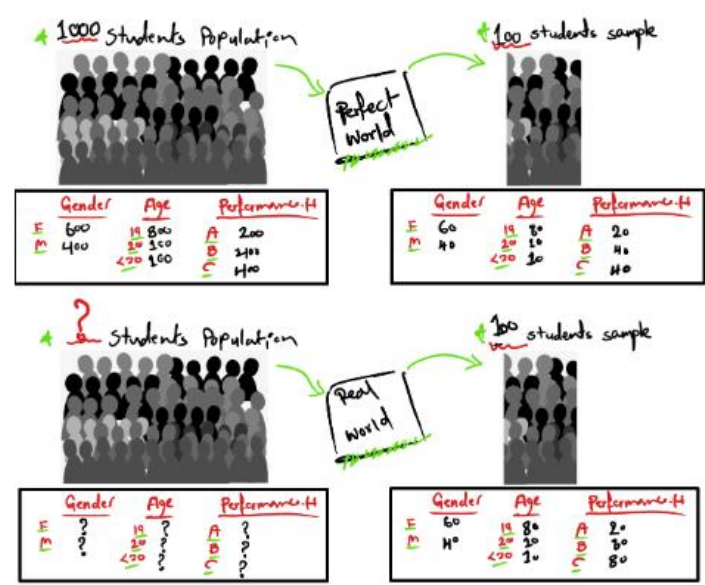 1000 Students Population
100 students sample
Perfect
World
Gender Age Performance.H
F 600 19 800 A 200
M 400 20 100 B 400
<20 100 C 400
Gender Age Performance.H
F 60 19 80 A 20
M 40 20 10 B 40
<20 10 C 40
? Students Population
100 students sample
Real
World
Gender Age Performance.H
F ? 19 ? A ?
M ? 20 ? B ?
<20 ? C ?
Gender Age Performance.H
F 60 19 80 A 20
M 40 20 10 B
<20 10 C 80